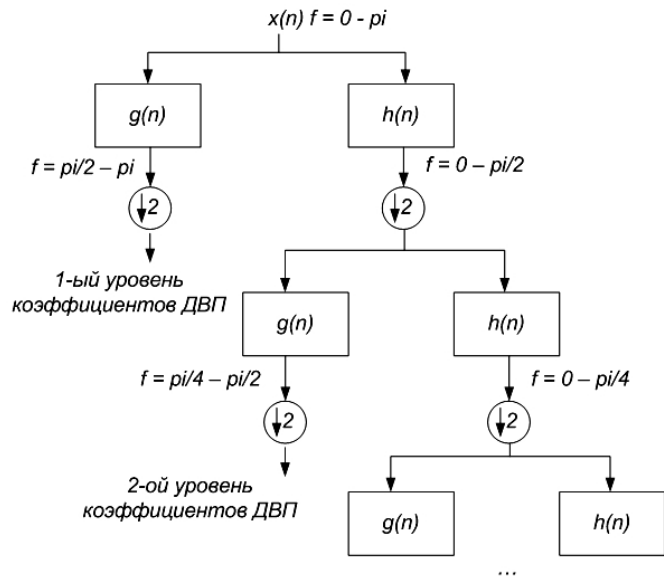 x(n) f = 0 - pi
g(n)
h(n)
f = pi/2 – pi
f = 0 – pi/2
2
2
1-ый уровень
коэффициентов ДВП
g(n)
h(n)
f = pi/4 – pi/2
f = 0 – pi/4
2
2
2-ой уровень
коэффициентов ДВП
g(n)
h(n)
...